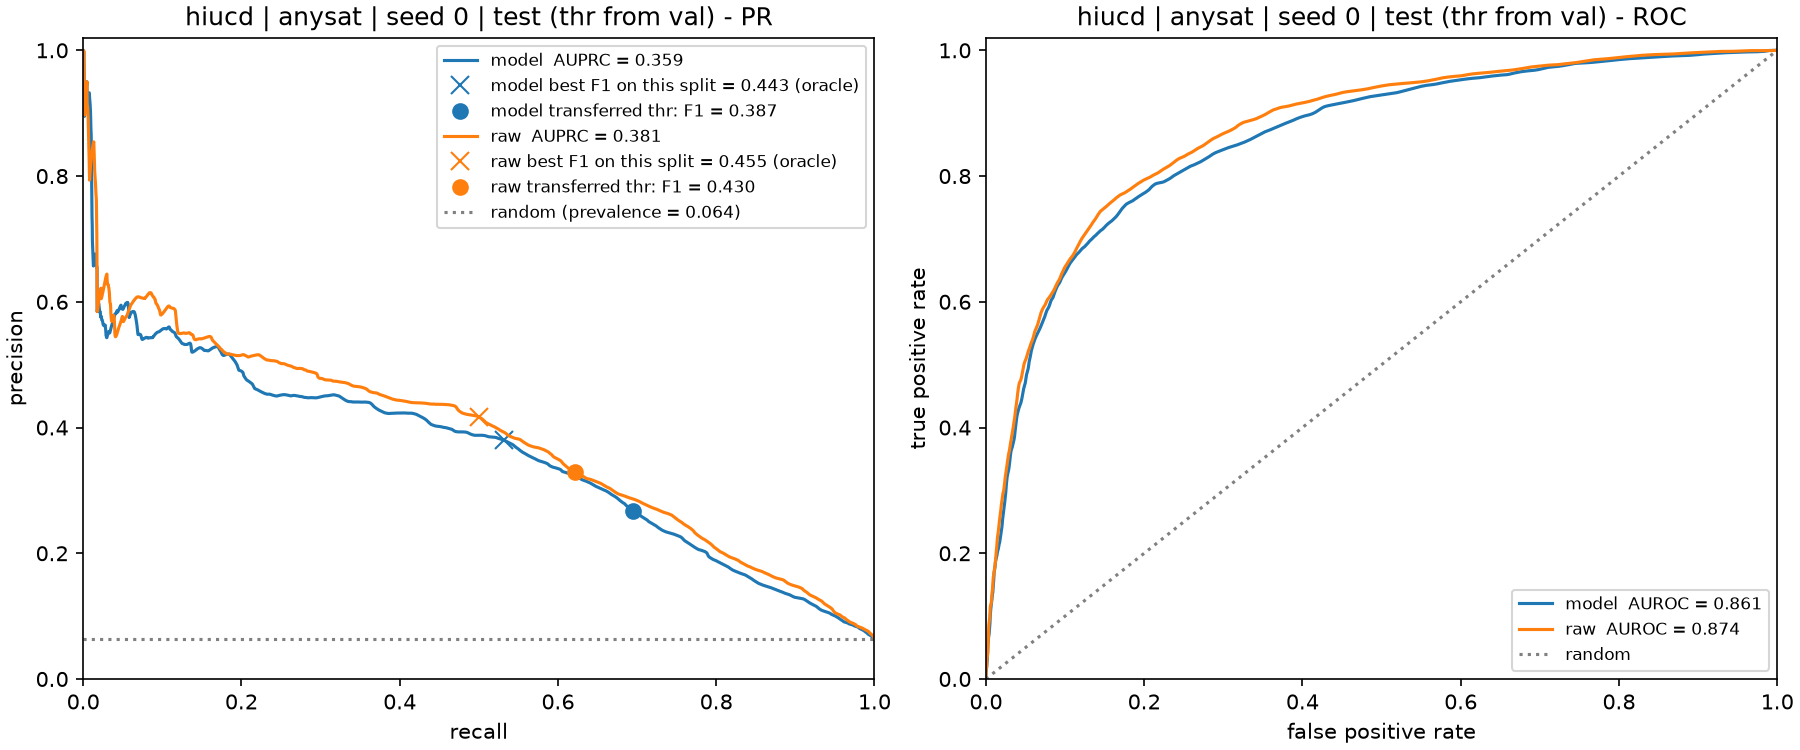 hiucd | anysat | seed 0 | test (thr from val) - PR
1.0
0.8
0.6
0.4
0.2
0.0
precision
0.0 0.2 0.4 0.6 0.8 1.0
recall
model AUPRC = 0.359
model best F1 on this split = 0.443 (oracle)
model transferred thr: F1 = 0.387
raw AUPRC = 0.381
raw best F1 on this split = 0.455 (oracle)
raw transferred thr: F1 = 0.430
random (prevalence = 0.064)
hiucd | anysat | seed 0 | test (thr from val) - ROC
1.0
0.8
0.6
0.4
0.2
0.0
true positive rate
0.0 0.2 0.4 0.6 0.8 1.0
false positive rate
model AUROC = 0.861
raw AUROC = 0.874
random